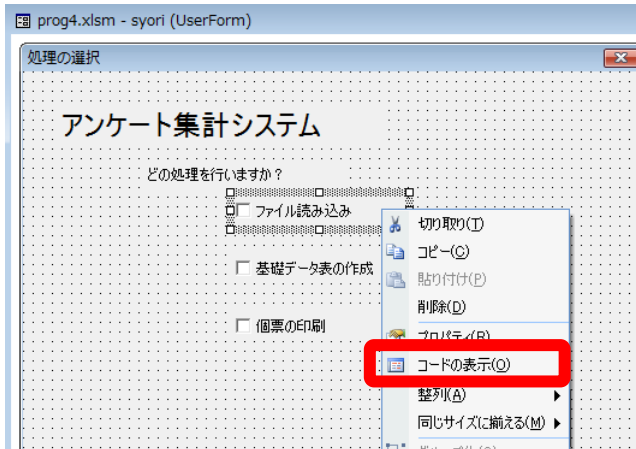 prog4.xlsm - syori (UserForm)
処理の選択
アンケート集計システム
どの処理を行いますか？
ファイル読み込み
基礎データ表の作成
個票の印刷
切り取り(T)
コピー(C)
貼り付け(P)
削除(D)
プロパティ(R)
コードの表示(O)
整列(A)
同じサイズに揃える(M)